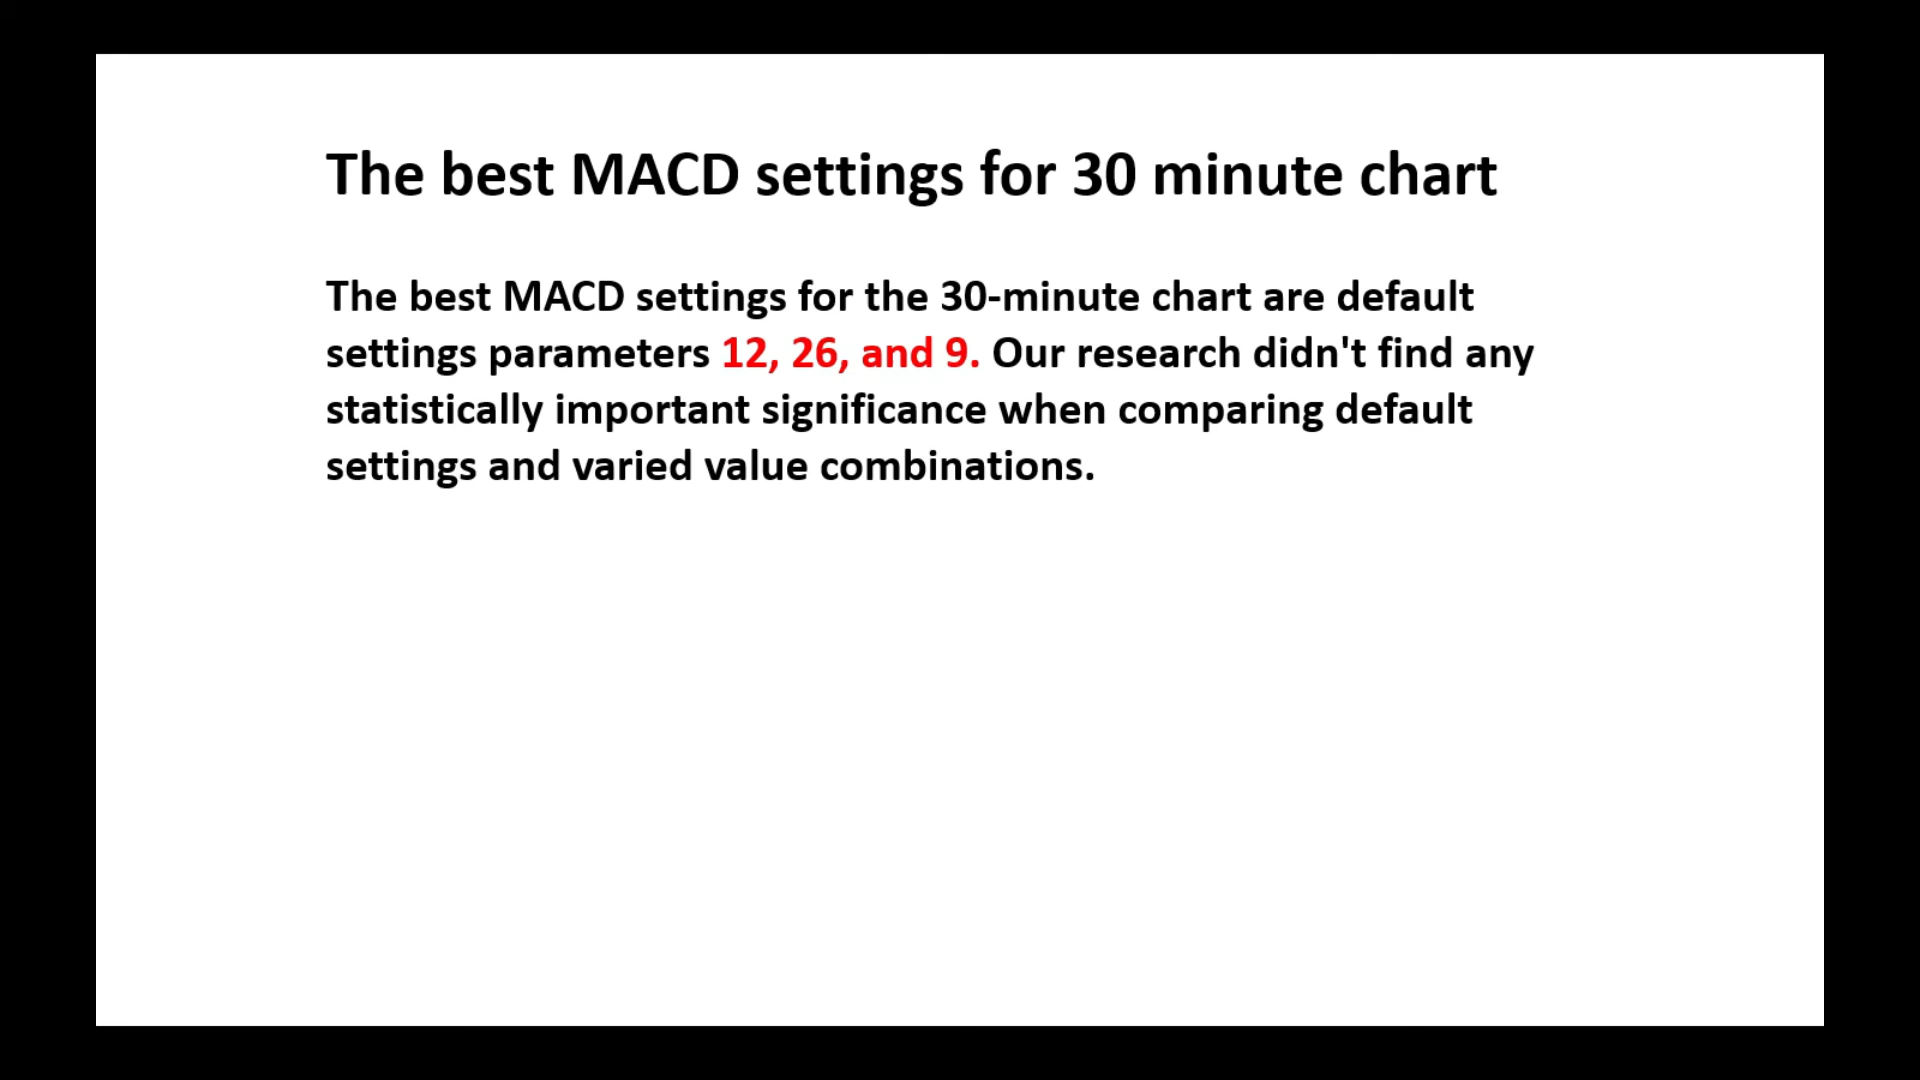 The best MACD settings for 30 minute chart
The best MACD settings for the 30-minute chart are default
settings parameters 12, 26, and 9. Our research didn't find any
statistically important significance when comparing default
settings and varied value combinations.